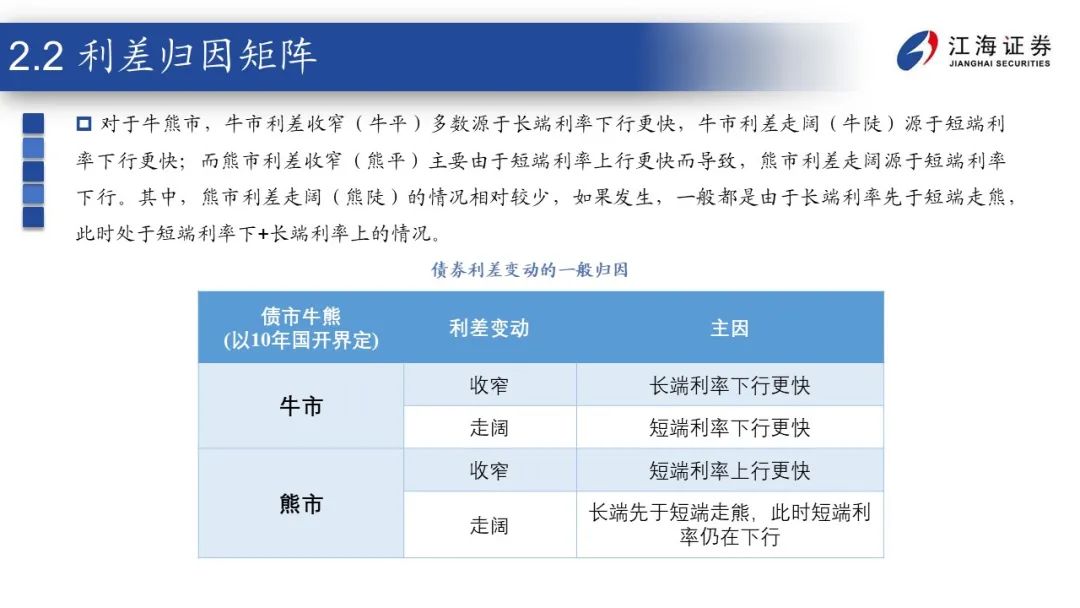 2.2 利差归因矩阵
江海证券
JIANGHAI SECURITIES
对于牛熊市，牛市利差收窄（牛平）多数源于长端利率下行更快，牛市利差走阔（牛陡）源于短端利
率下行更快；而熊市利差收窄（熊平）主要由于短端利率上行更快而导致，熊市利差走阔源于短端利率
下行。其中，熊市利差走阔（熊陡）的情况相对较少，如果发生，一般都是由于长端利率先于短端走熊，
此时处于短端利率下+长端利率上的情况。
债券利差变动的一般归因
债市牛熊
(以10年国开界定)
利差变动
主因
牛市
收窄
长端利率下行更快
走阔
短端利率下行更快
熊市
收窄
短端利率上行更快
走阔
长端先于短端走熊，此时短端利
率仍在下行